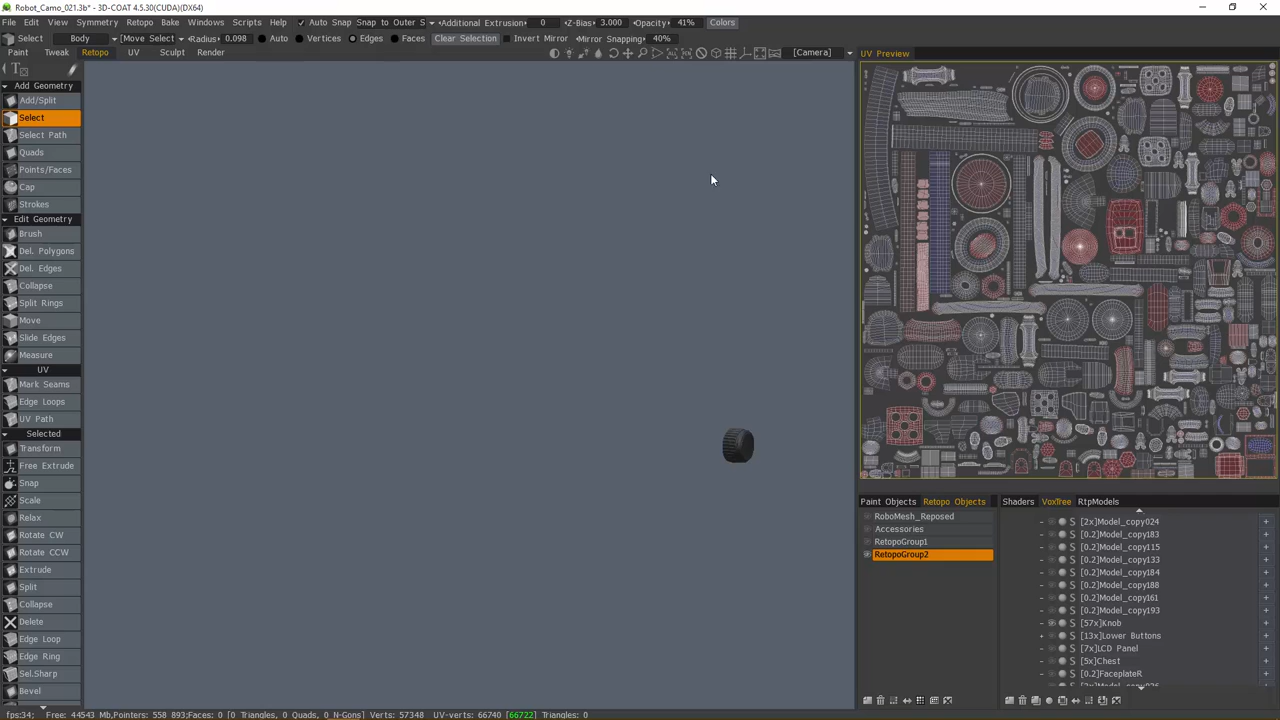 Robot_Camo_021.3b* - 3D-COAT 4.5.30(CUDA)(DX64)
File Edit View Symmetry Retopo Bake Windows Scripts Help Auto Snap Snap to Outer S Additional Extrusion 0 Z-Bias 3.000 Opacity 41% Colors
Select Body [Move Select] Radius 0.098 Auto Vertices Edges Faces Clear Selection Invert Mirror Mirror Snapping 40%
Paint Tweak Retopo UV Sculpt Render [Camera] UV Preview
Add Geometry
Add/Split
Select
Select Path
Quads
Points/Faces
Cap
Strokes
Edit Geometry
Brush
Del. Polygons
Del. Edges
Collapse
Split Rings
Move
Slide Edges
Measure
UV
Mark Seams
Edge Loops
UV Path
Selected
Transform
Free Extrude
Snap
Scale
Relax
Rotate CW
Rotate CCW
Extrude
Split
Collapse
Delete
Edge Loop
Edge Ring
Sel.Sharp
Bevel
Paint Objects Retopo Objects
RoboMesh_Reposed
Accessories
RetopoGroup1
RetopoGroup2
Shaders VoxTree RtpModels
[2x]Model_copy024
[0.2]Model_copy183
[0.2]Model_copy115
[0.2]Model_copy133
[0.2]Model_copy184
[0.2]Model_copy188
[0.2]Model_copy161
[0.2]Model_copy193
[57x]Knob
[13x]Lower Buttons
[7x]LCD Panel
[5x]Chest
[0.2]FaceplateR
fps:34; Free: 44543 Mb,Pointers: 558 893;Faces: 0 [0 Triangles, 0 Quads, 0 N-Gons] Verts: 57348 UV-verts: 66740 [66722] Triangles: 0